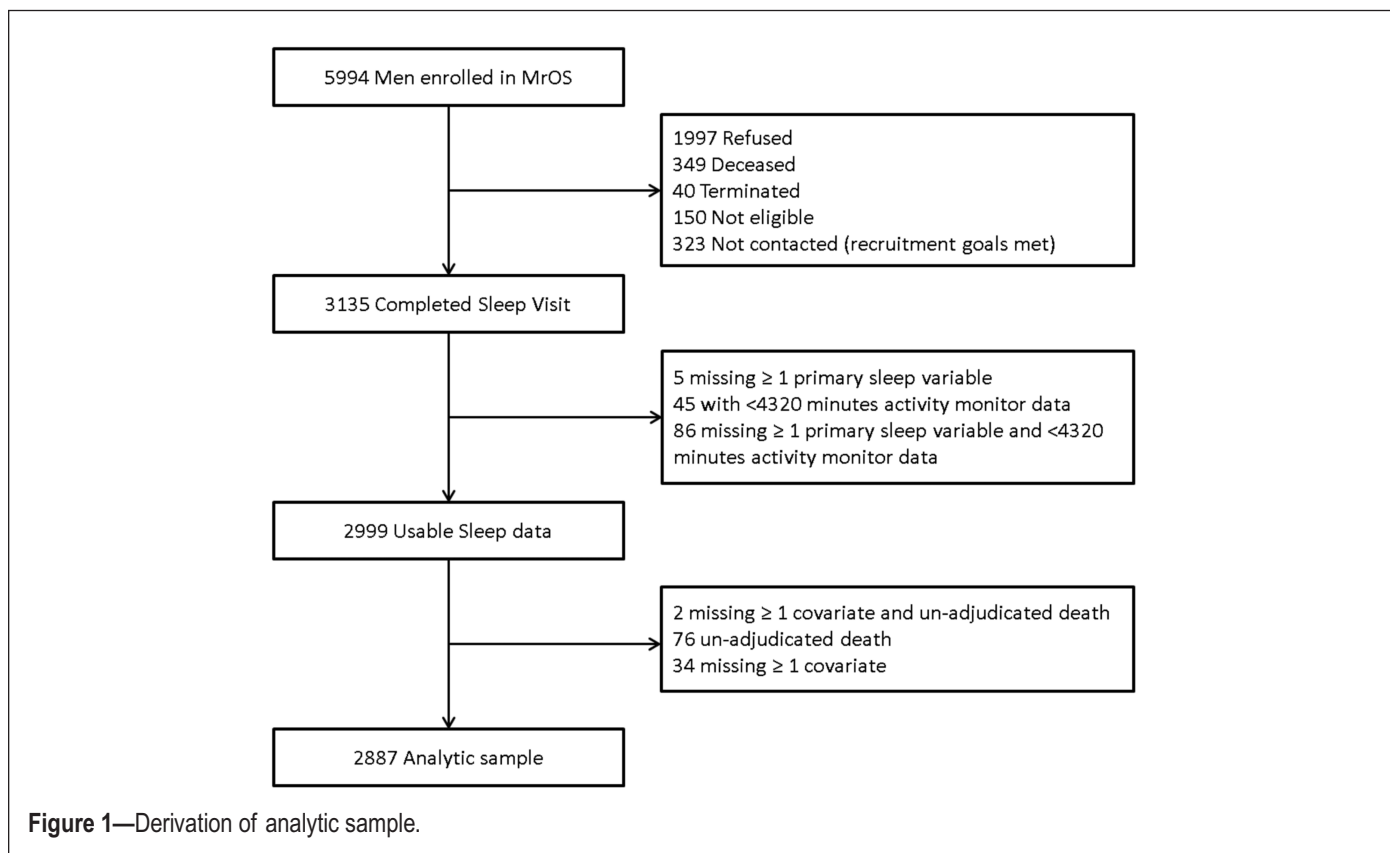 5994 Men enrolled in MrOS
1997 Refused
349 Deceased
40 Terminated
150 Not eligible
323 Not contacted (recruitment goals met)
3135 Completed Sleep Visit
5 missing ≥ 1 primary sleep variable
45 with <4320 minutes activity monitor data
86 missing ≥ 1 primary sleep variable and <4320
minutes activity monitor data
2999 Usable Sleep data
2 missing ≥ 1 covariate and un-adjudicated death
76 un-adjudicated death
34 missing ≥ 1 covariate
2887 Analytic sample
Figure 1—Derivation of analytic sample.